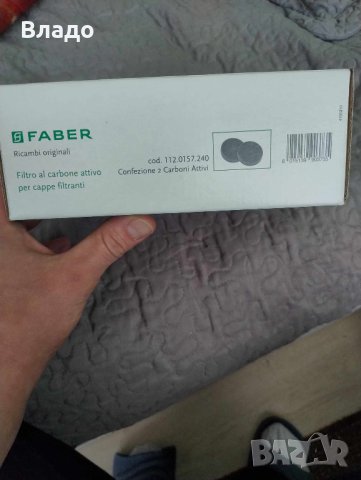 Владо
FABER
Ricambi originali
Filtro al carbone attivo
per cappe filtranti
cod. 112.0157.240
Confezione 2 Carboni Attivi
BAZAR